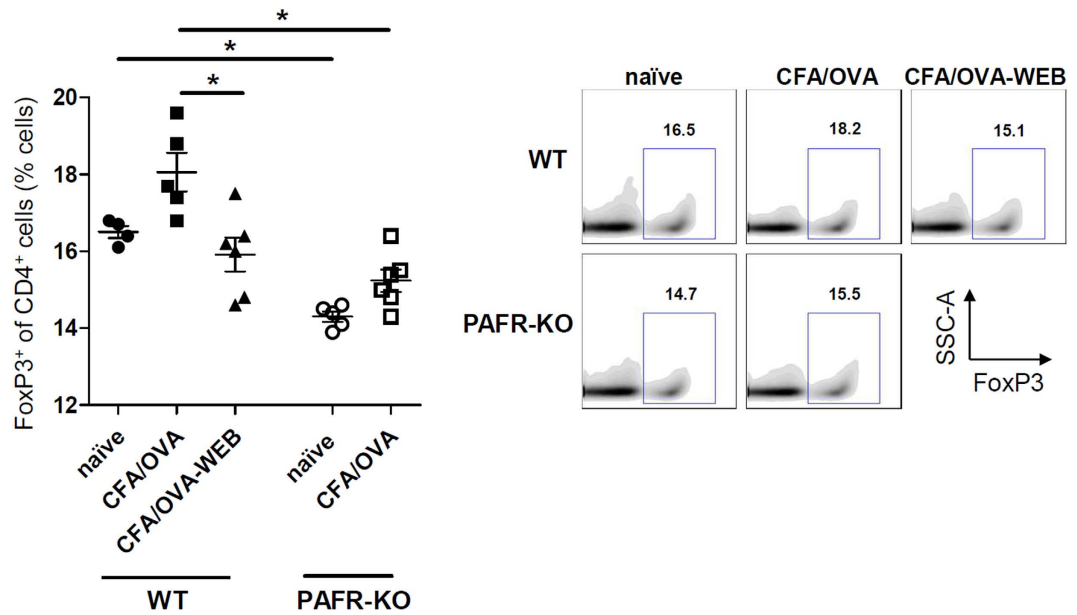 *
*
*
FoxP3⁺ of CD4⁺ cells (% cells)
20
18
16
14
12
naïve
CFA/OVA
CFA/OVA-WEB
naïve
CFA/OVA
WT
PAFR-KO
naïve
CFA/OVA
CFA/OVA-WEB
WT
16.5
18.2
15.1
PAFR-KO
14.7
15.5
SSC-A
FoxP3